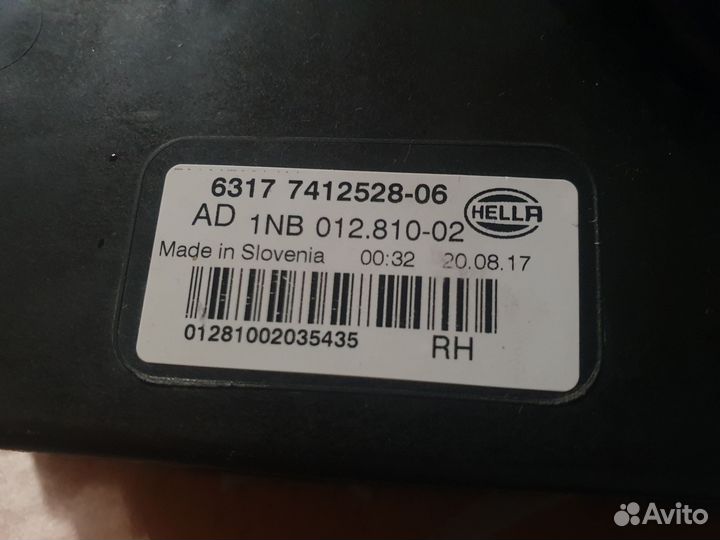 6317 7412528-06
HELLA
AD 1NB 012.810-02
Made in Slovenia 00:32 20.08.17
01281002035435
RH
Avito